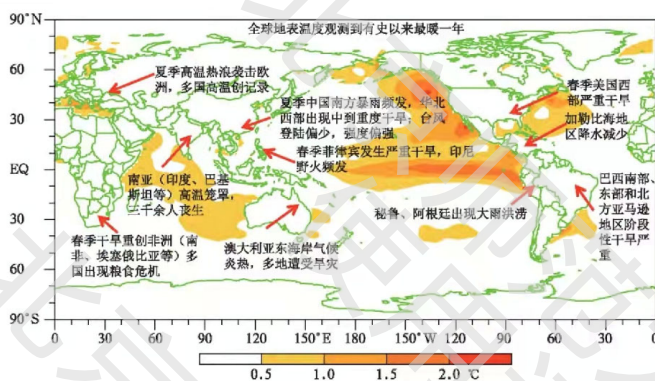 全球地表温度观测到有史以来最暖一年
90°N
60
30
EQ
30
60
90°S
夏季高温热浪袭击欧
洲，多国高温创记录
夏季中国南方暴雨频发，华北
西部出现中到重度干旱；台风
登陆偏少，强度偏强
春季美国西
部严重干旱
加勒比海地
区降水减少
春季菲律宾发生严重干旱，印尼
野火频发
南亚（印度、巴基
斯坦等）高温笼罩，
二千余人丧生
巴西南部、
东部和北
方亚马逊
地区阶段
性干旱严
重
秘鲁、阿根廷出现大雨洪涝
春季干旱重创非洲（南
非、埃塞俄比亚等）多
国出现粮食危机
澳大利亚东海岸气候
炎热，多地遭受旱灾
0 30 60 90 120 150°E 180 150°W 120 90 60 30 0
0.5 1.0 1.5 2.0 ℃